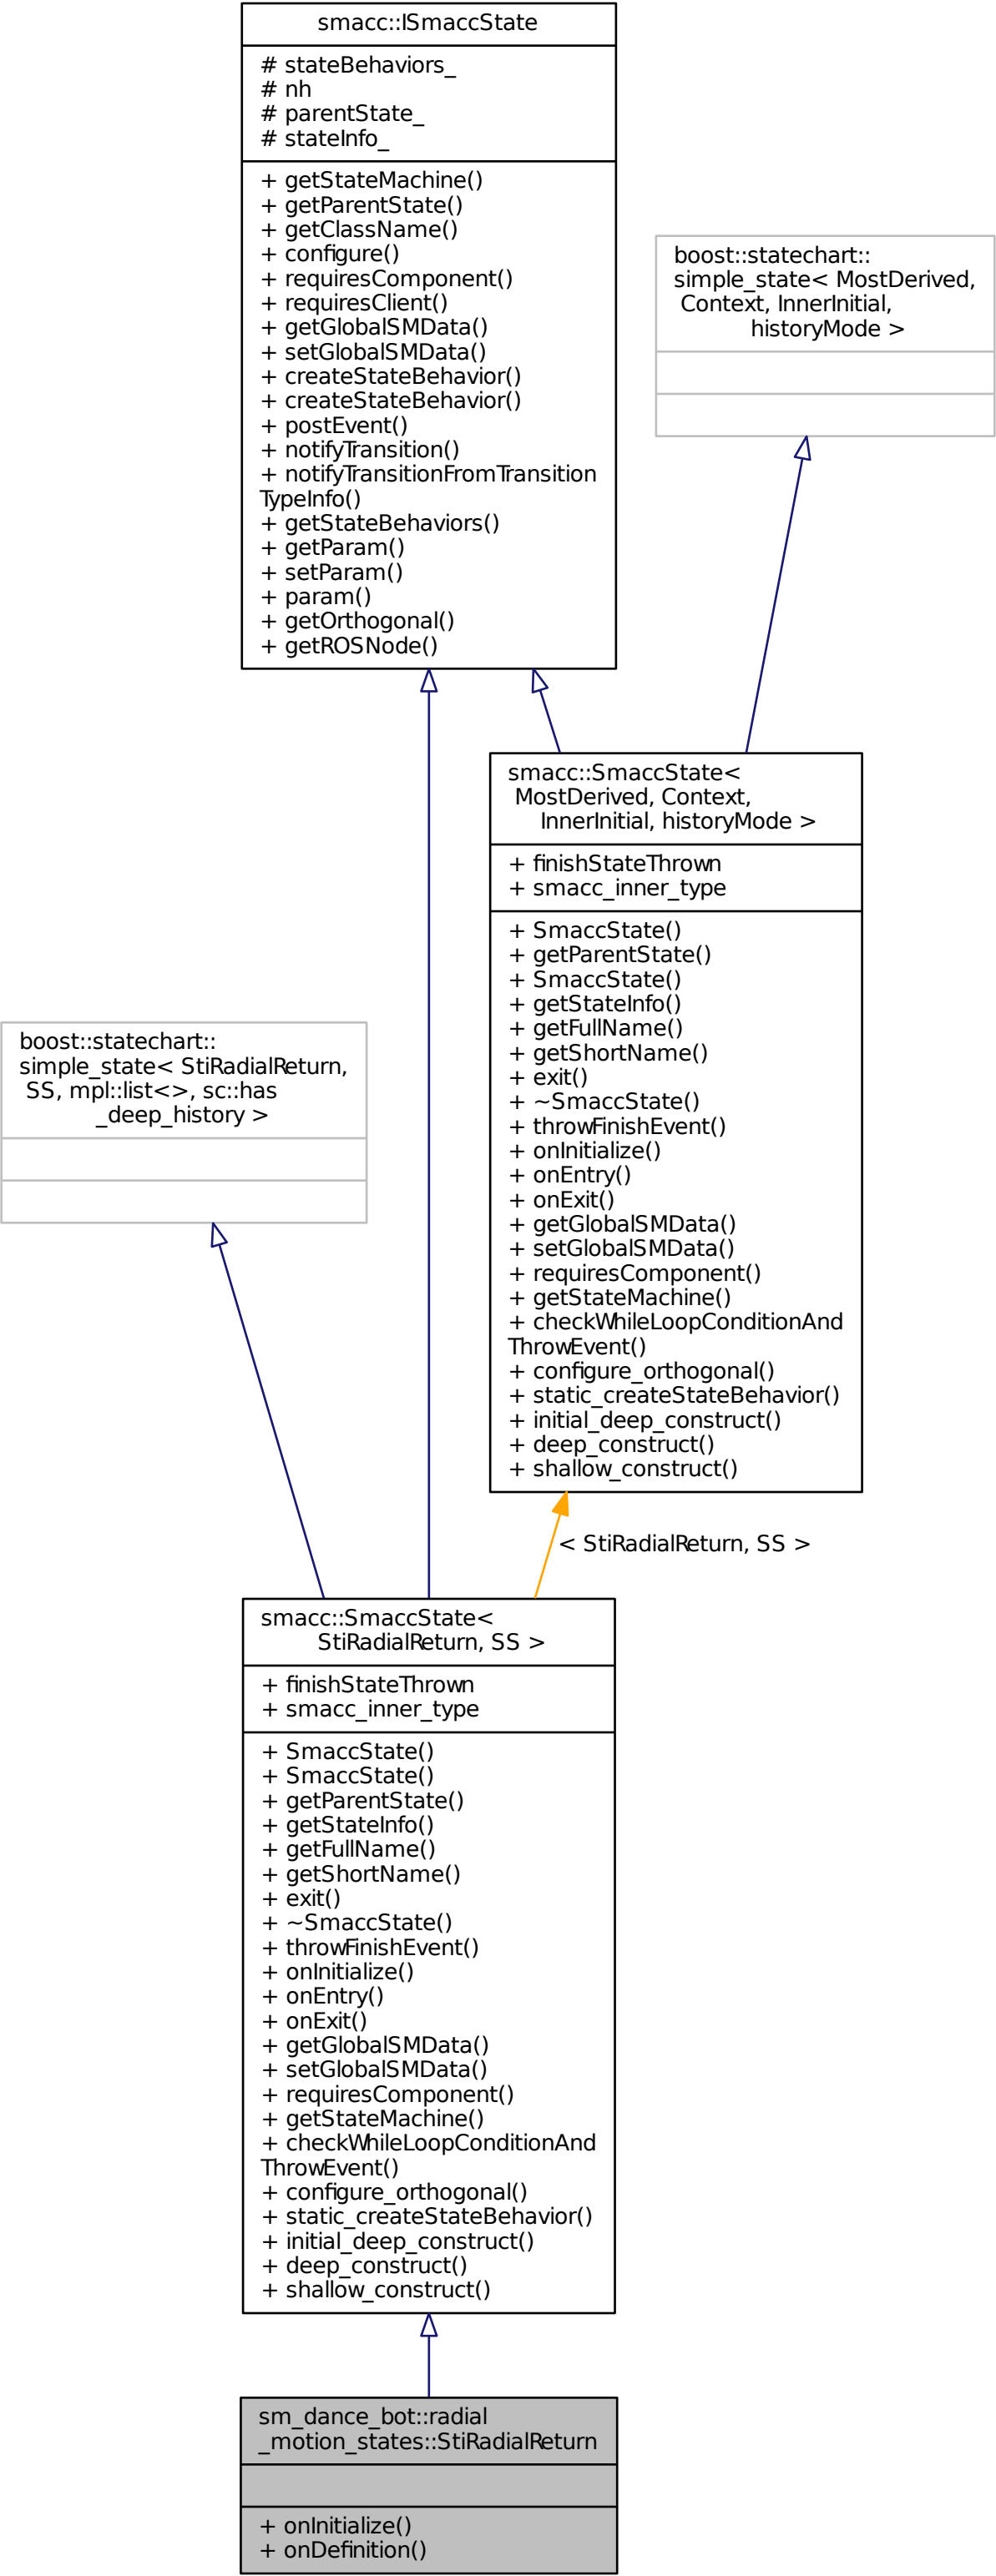 smacc::ISmaccState
# stateBehaviors_
# nh
# parentState_
# stateInfo_
+ getStateMachine()
+ getParentState()
+ getClassName()
+ configure()
+ requiresComponent()
+ requiresClient()
+ getGlobalSMData()
+ setGlobalSMData()
+ createStateBehavior()
+ createStateBehavior()
+ postEvent()
+ notifyTransition()
+ notifyTransitionFromTransition
TypeInfo()
+ getStateBehaviors()
+ getParam()
+ setParam()
+ param()
+ getOrthogonal()
+ getROSNode()
boost::statechart::
simple_state< MostDerived,
Context, InnerInitial,
historyMode >
smacc::SmaccState<
MostDerived, Context,
InnerInitial, historyMode >
+ finishStateThrown
+ smacc_inner_type
+ SmaccState()
+ getParentState()
+ SmaccState()
+ getStateInfo()
+ getFullName()
+ getShortName()
+ exit()
+ ~SmaccState()
+ throwFinishEvent()
+ onInitialize()
+ onEntry()
+ onExit()
+ getGlobalSMData()
+ setGlobalSMData()
+ requiresComponent()
+ getStateMachine()
+ checkWhileLoopConditionAnd
ThrowEvent()
+ configure_orthogonal()
+ static_createStateBehavior()
+ initial_deep_construct()
+ deep_construct()
+ shallow_construct()
boost::statechart::
simple_state< StiRadialReturn,
SS, mpl::list<>, sc::has
_deep_history >
< StiRadialReturn, SS >
smacc::SmaccState<
StiRadialReturn, SS >
+ finishStateThrown
+ smacc_inner_type
+ SmaccState()
+ SmaccState()
+ getParentState()
+ getStateInfo()
+ getFullName()
+ getShortName()
+ exit()
+ ~SmaccState()
+ throwFinishEvent()
+ onInitialize()
+ onEntry()
+ onExit()
+ getGlobalSMData()
+ setGlobalSMData()
+ requiresComponent()
+ getStateMachine()
+ checkWhileLoopConditionAnd
ThrowEvent()
+ configure_orthogonal()
+ static_createStateBehavior()
+ initial_deep_construct()
+ deep_construct()
+ shallow_construct()
sm_dance_bot::radial
_motion_states::StiRadialReturn
+ onInitialize()
+ onDefinition()